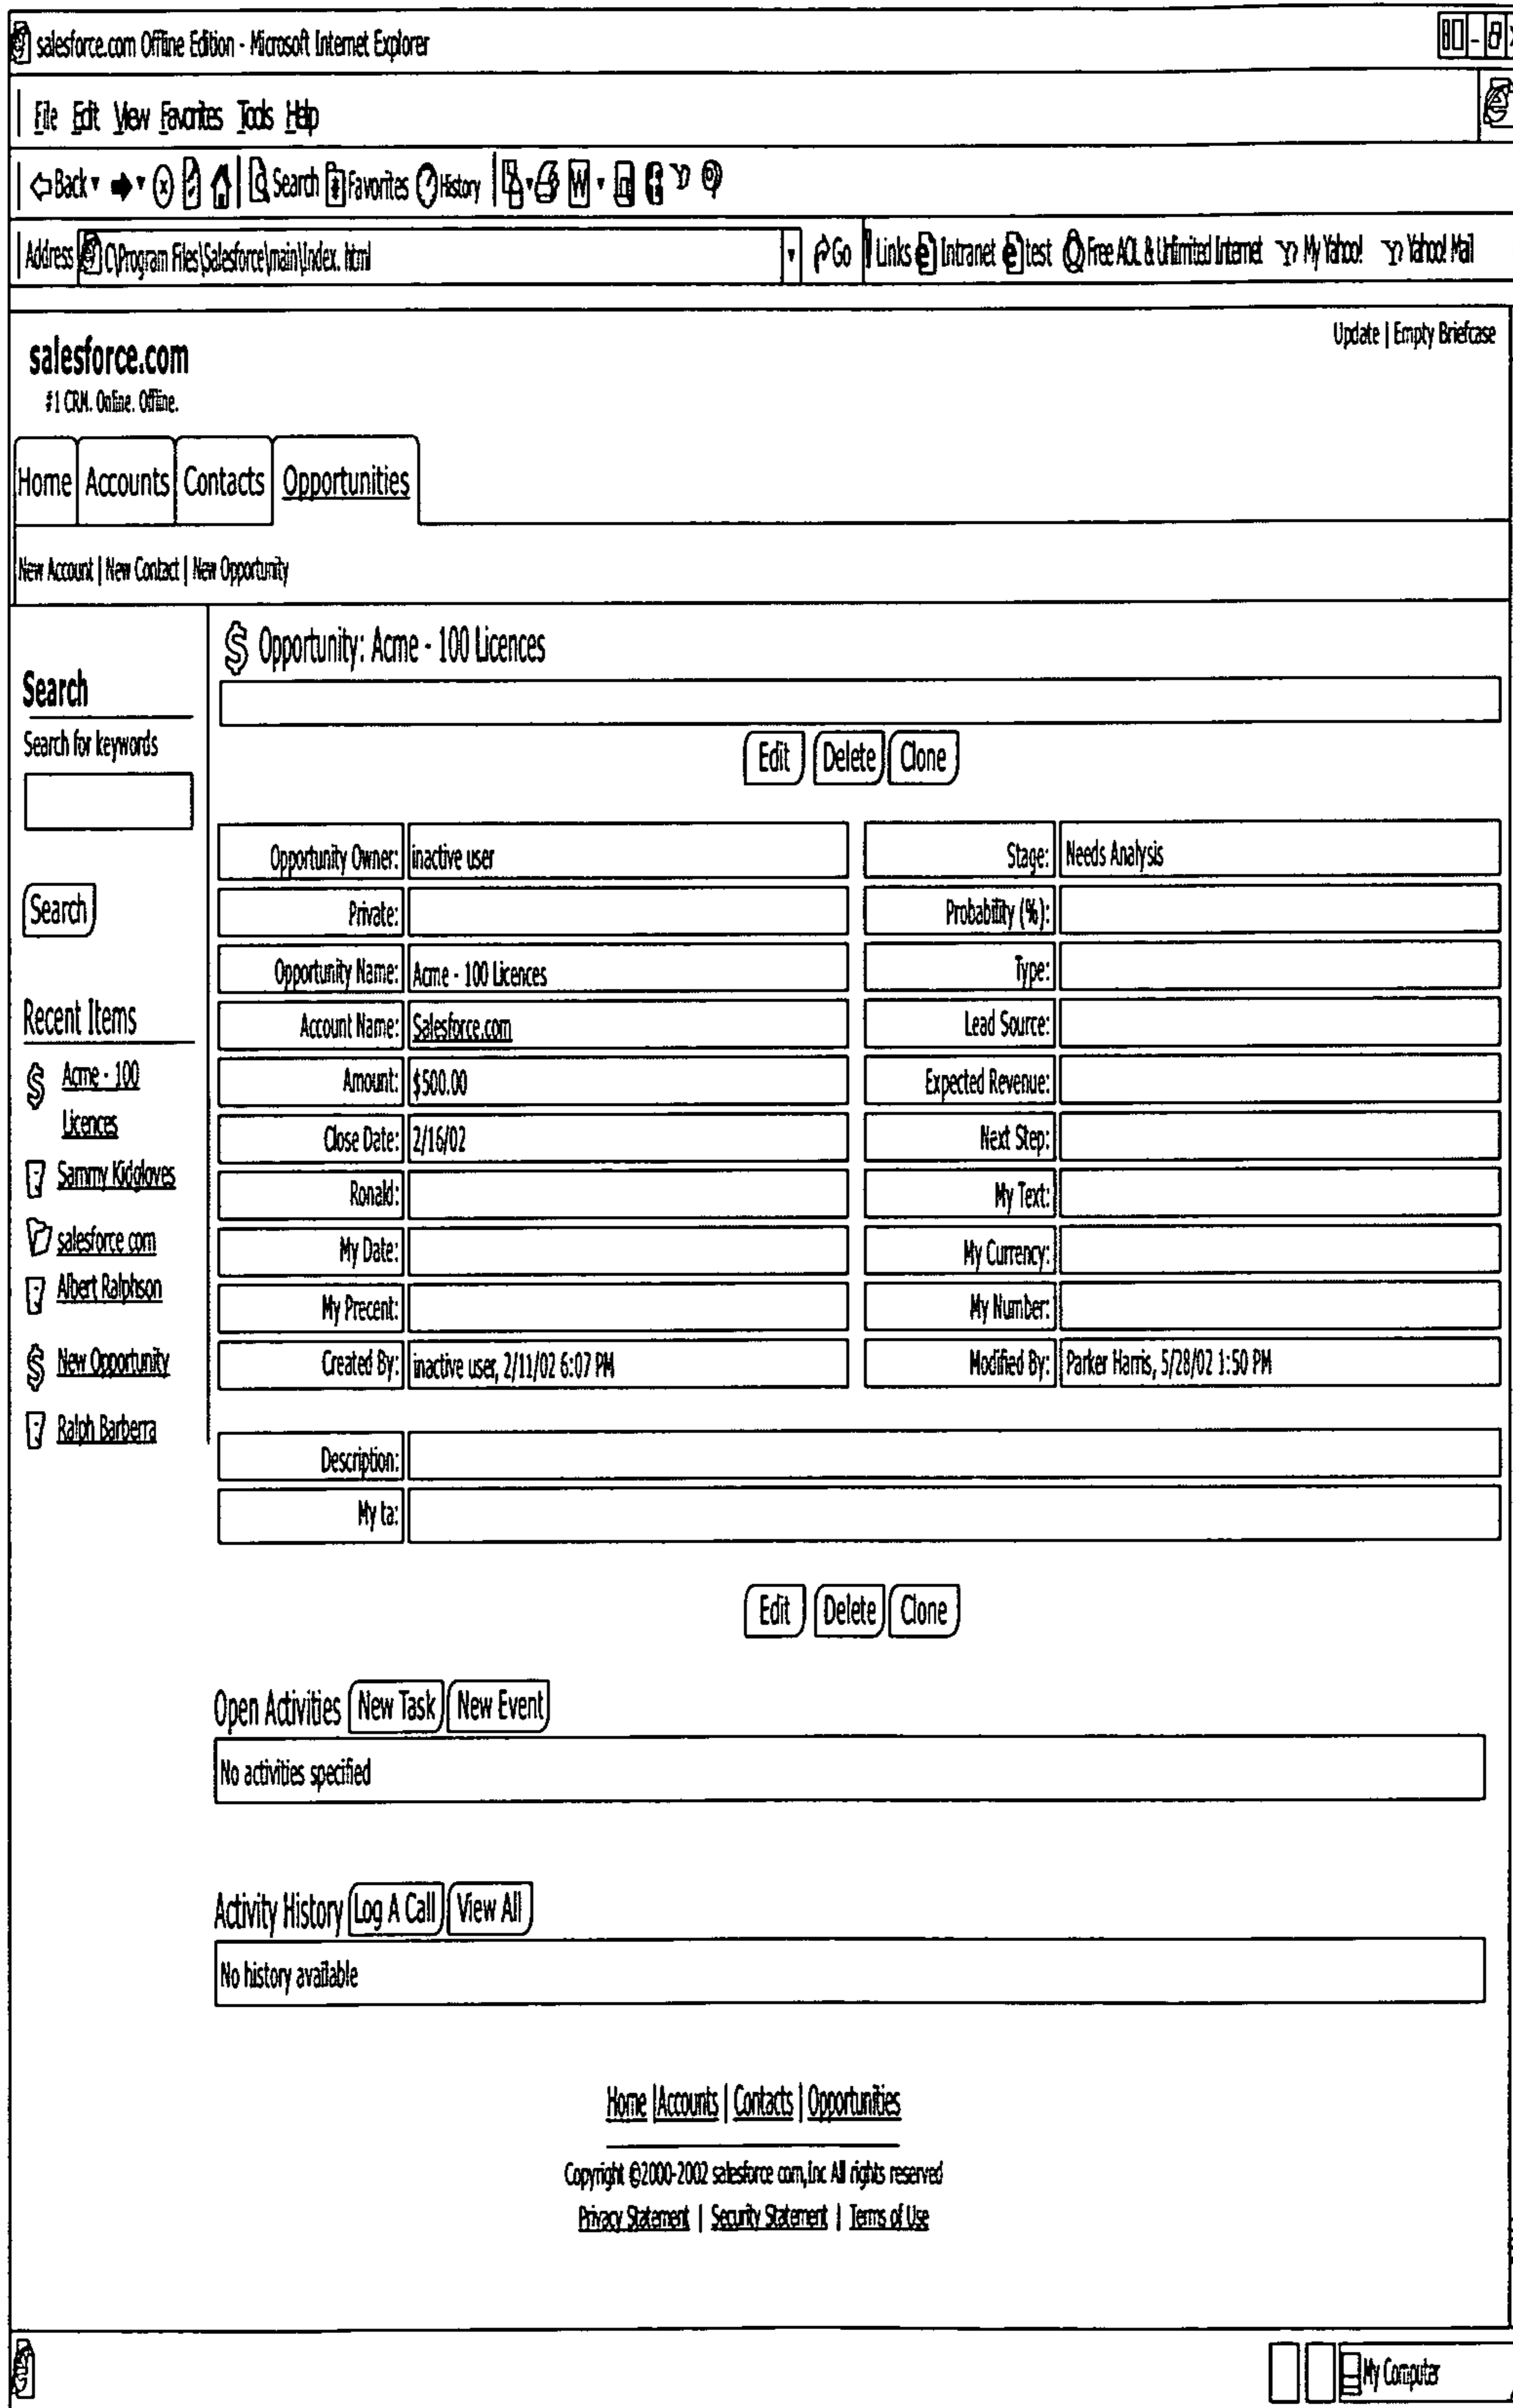 salesforce.com Offline Edition - Microsoft Internet Explorer
File Edit View Favorites Tools Help
Back Search Favorites History W
Address C\Program Files\Salesforce\main\Index. html Go Links Intranet test Free AOL & Unlimited Internet My Yahoo! Yahoo! Mail
Update | Empty Briefcase
salesforce.com
#1 CRM. Online. Offline.
Home Accounts Contacts Opportunities
New Account | New Contact | New Opportunity
Search
Search for keywords
Search
Recent Items
Acme - 100
Licences
Sammy Kidgloves
salesforce com
Albert Ralphson
New Opportunity
Ralph Barberra
$ Opportunity: Acme - 100 Licences
Edit Delete Clone
Opportunity Owner: inactive user Stage: Needs Analysis
Private: Probability (%):
Opportunity Name: Acme - 100 Licences Type:
Account Name: Salesforce.com Lead Source:
Amount: $500.00 Expected Revenue:
Close Date: 2/16/02 Next Step:
Ronald: My Text:
My Date: My Currency:
My Precent: My Number:
Created By: inactive user, 2/11/02 6:07 PM Modified By: Parker Harris, 5/28/02 1:50 PM
Description:
My ta:
Edit Delete Clone
Open Activities New Task New Event
No activities specified
Activity History Log A Call View All
No history available
Home | Accounts | Contacts | Opportunities
Copyright ©2000-2002 salesforce com, Inc All rights reserved
Privacy Statement | Security Statement | Terms of Use
My Computer